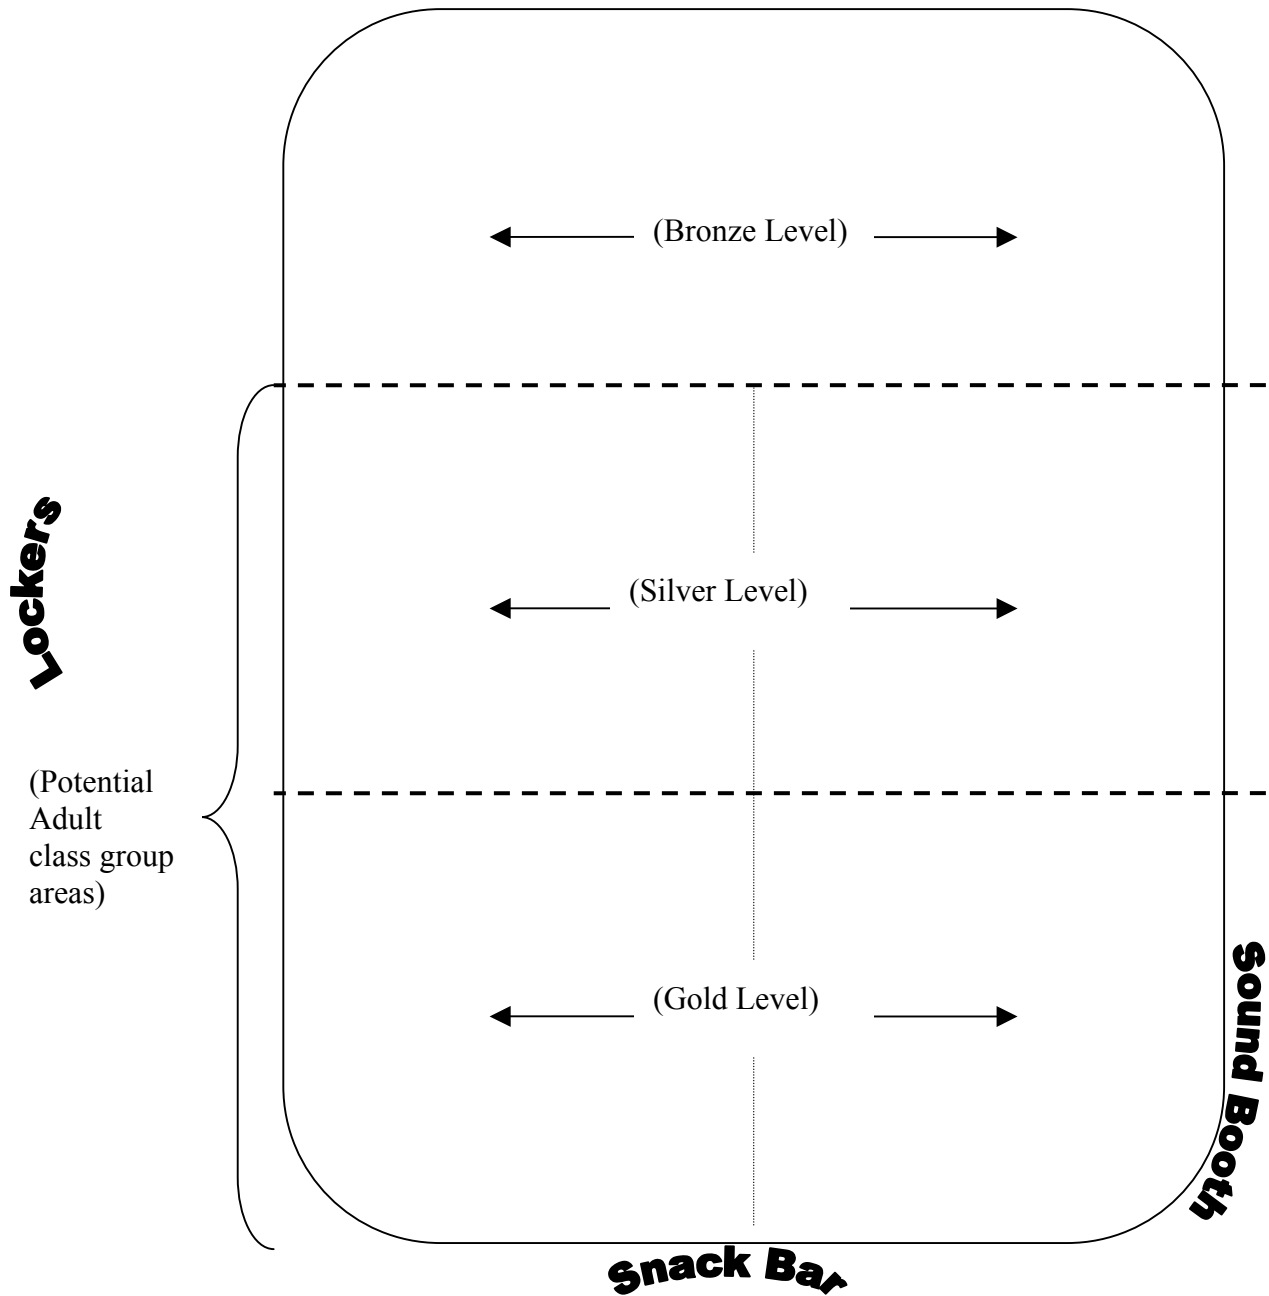 (Bronze Level)
Lockers
(Silver Level)
(Potential
Adult
class group
areas)
Sound Booth
(Gold Level)
Snack Bar